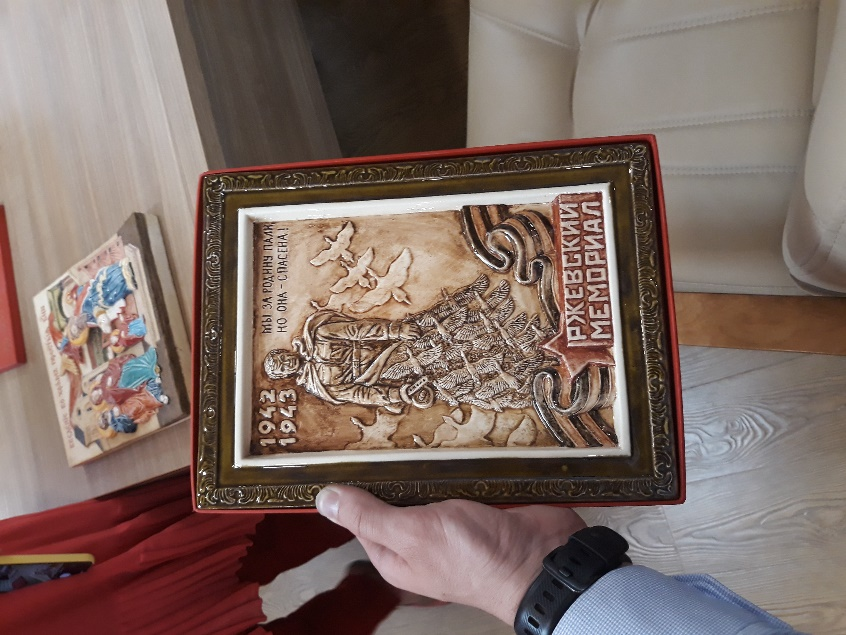 1942
1943
МЫ ЗА РОДИНУ ПАЛИ,
НО ОНА - СПАСЕНА!
РЖЕВСКИЙ
МЕМОРИАЛ